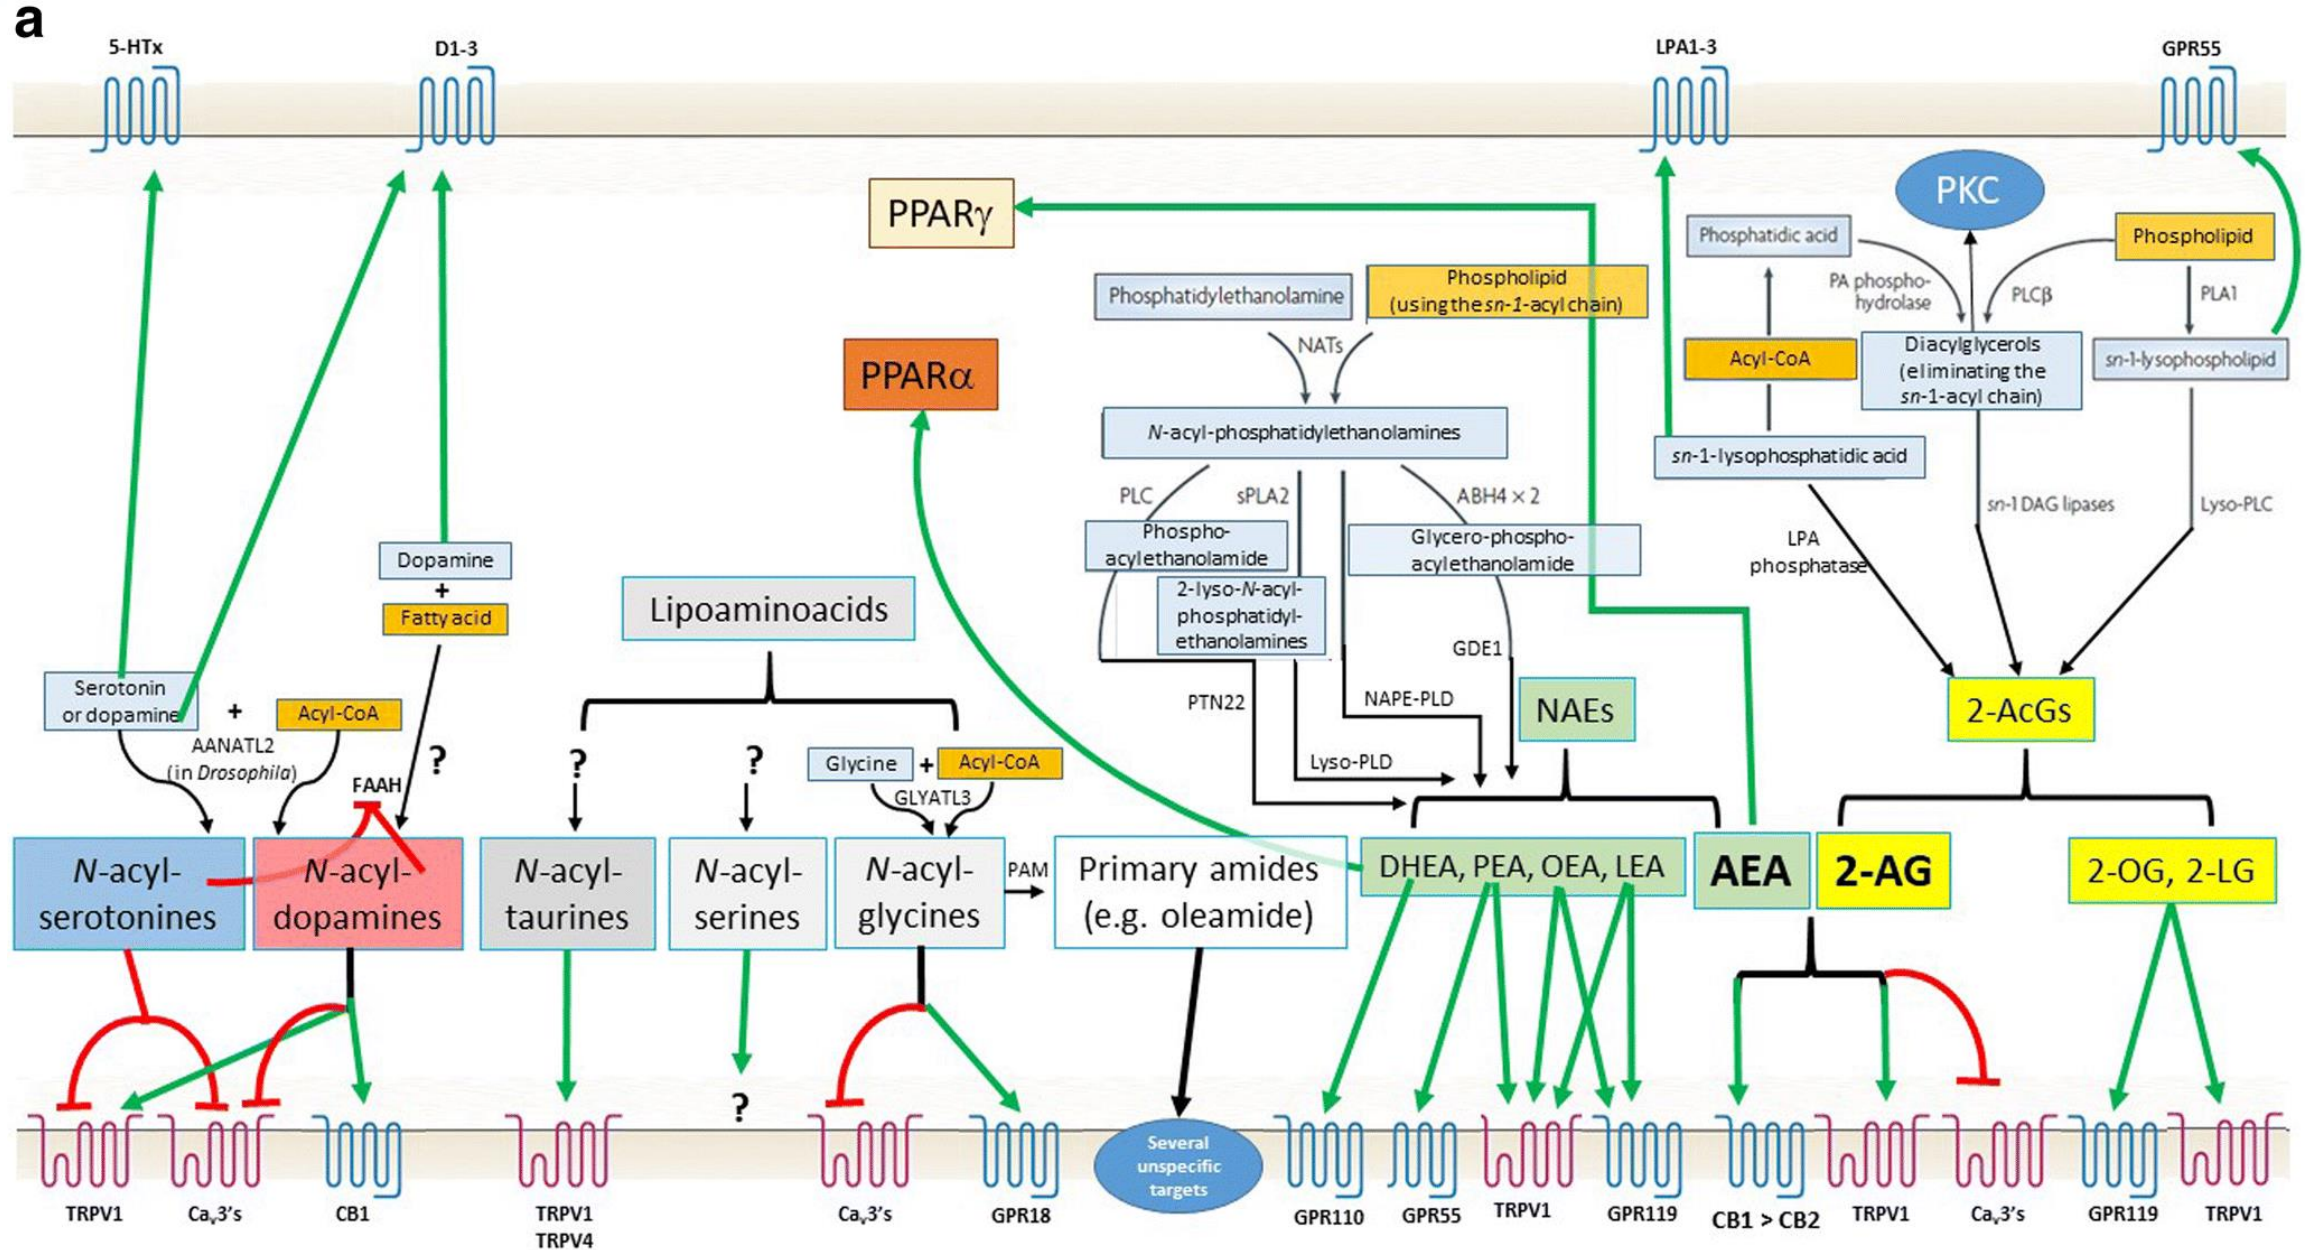 a
5-HTx
D1-3
LPA1-3
GPR55
PPARγ
PKC
Phosphatidic acid
Phospholipid
PA phospho-
hydrolase
PLCβ
PLA1
Phosphatidylethanolamine
Phospholipid
(using the sn-1-acyl chain)
NATs
PPARα
Acyl-CoA
Diacylglycerols
(eliminating the
sn-1-acyl chain)
sn-1-lysophospholipid
N-acyl-phosphatidylethanolamines
sn-1-lysophosphatidic acid
PLC
sPLA2
ABH4 × 2
sn-1 DAG lipases
Lyso-PLC
LPA
phosphatase
Phospho-
acylethanolamide
Glycero-phospho-
acylethanolamide
2-lyso-N-acyl-
phosphatidyl-
ethanolamines
GDE1
Dopamine
+
Fatty acid
Lipoaminoacids
Serotonin
or dopamine
+
Acyl-CoA
AANATL2
(in Drosophila)
FAAH
?
?
?
Glycine
+
Acyl-CoA
GLYATL3
PTN22
NAPE-PLD
Lyso-PLD
NAEs
2-AcGs
N-acyl-
serotonines
N-acyl-
dopamines
N-acyl-
taurines
N-acyl-
serines
N-acyl-
glycines
PAM
Primary amides
(e.g. oleamide)
DHEA, PEA, OEA, LEA
AEA
2-AG
2-OG, 2-LG
?
Several
unspecific
targets
TRPV1
Cav3's
CB1
TRPV1
TRPV4
Cav3's
GPR18
GPR110
GPR55
TRPV1
GPR119
CB1 > CB2
TRPV1
Cav3's
GPR119
TRPV1